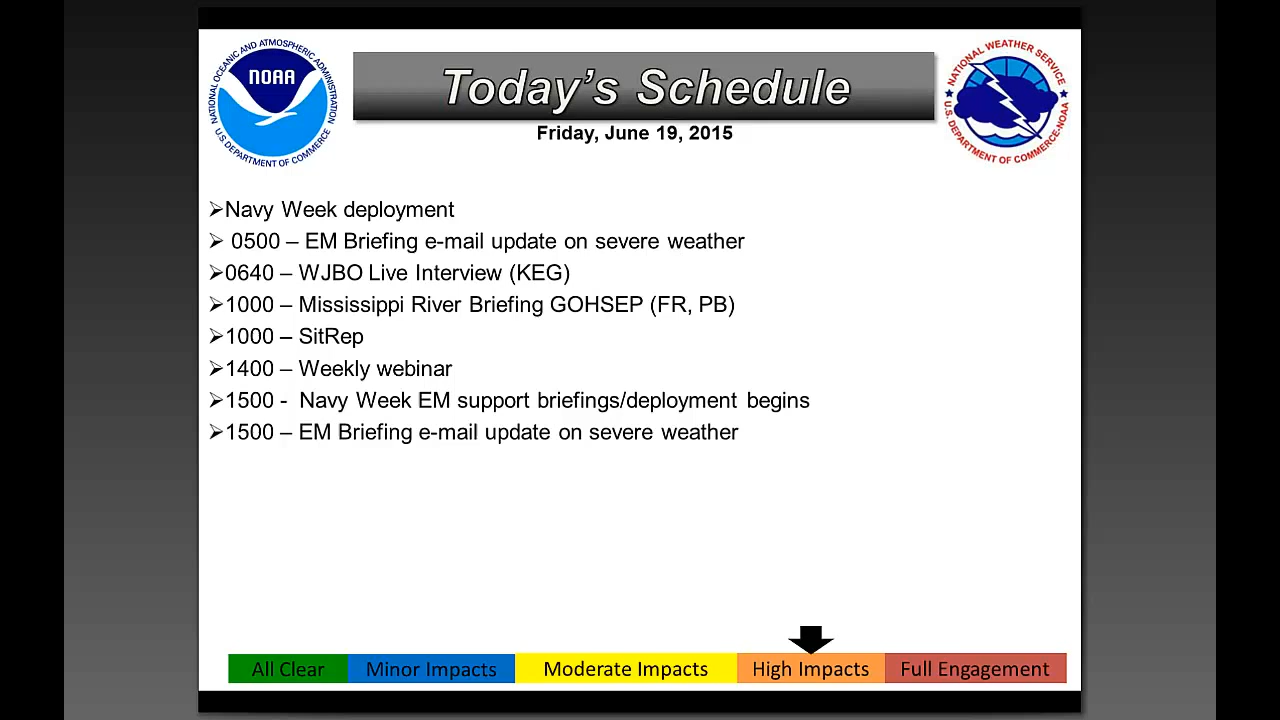 NATIONAL OCEANIC AND ATMOSPHERIC ADMINISTRATION
NOAA
U.S. DEPARTMENT OF COMMERCE
Today's Schedule
Friday, June 19, 2015
NATIONAL WEATHER SERVICE
U.S. DEPARTMENT OF COMMERCE-NOAA
➢Navy Week deployment
➢ 0500 – EM Briefing e-mail update on severe weather
➢0640 – WJBO Live Interview (KEG)
➢1000 – Mississippi River Briefing GOHSEP (FR, PB)
➢1000 – SitRep
➢1400 – Weekly webinar
➢1500 - Navy Week EM support briefings/deployment begins
➢1500 – EM Briefing e-mail update on severe weather
All Clear Minor Impacts Moderate Impacts High Impacts Full Engagement